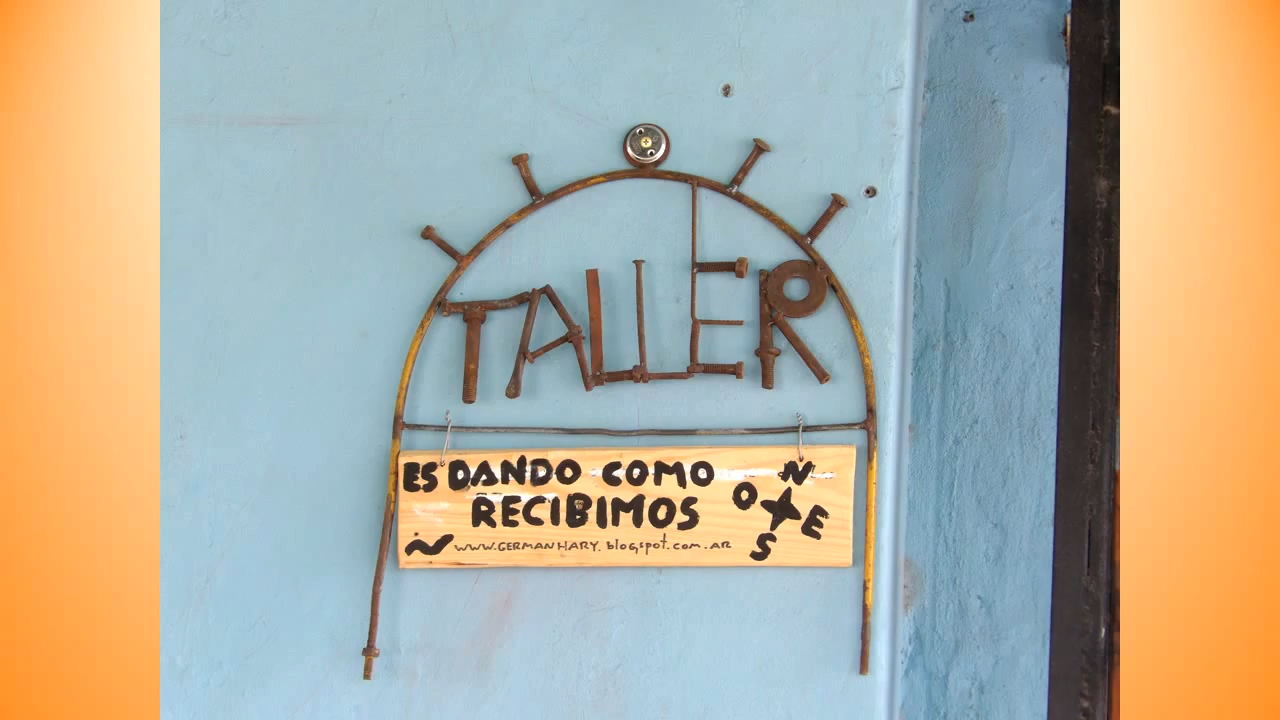 TALLER
ES DANDO COMO
RECIBIMOS
WWW.GERMANHARY.blogspot.com.AR
N
O
E
S